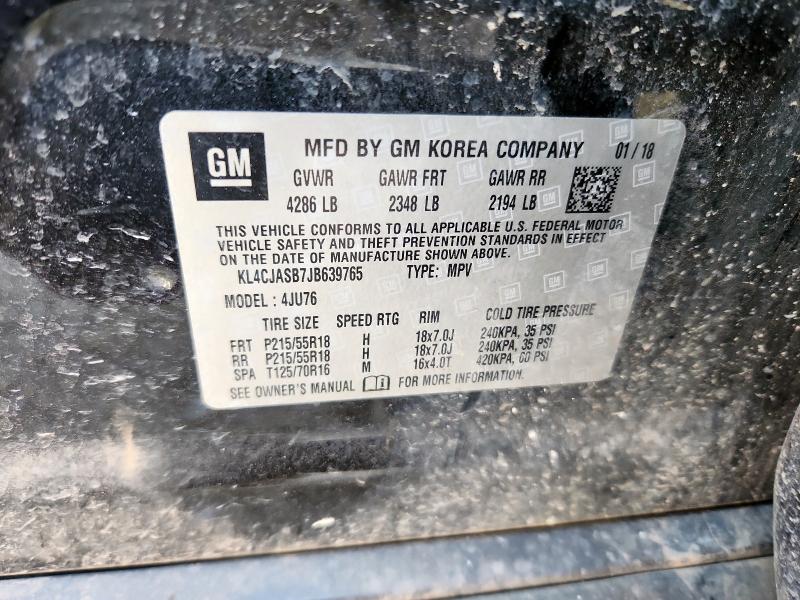 GM MFD BY GM KOREA COMPANY 01/18
GVWR GAWR FRT GAWR RR
4286 LB 2348 LB 2194 LB
THIS VEHICLE CONFORMS TO ALL APPLICABLE U.S. FEDERAL MOTOR
VEHICLE SAFETY AND THEFT PREVENTION STANDARDS IN EFFECT
ON THE DATE OF MANUFACTURE SHOWN ABOVE.
KL4CJASB7JB639765 TYPE: MPV
MODEL : 4JU76
TIRE SIZE SPEED RTG RIM COLD TIRE PRESSURE
FRT P215/55R18 H 18x7.0J 240KPA, 35 PSI
RR P215/55R18 H 18x7.0J 240KPA, 35 PSI
SPA T125/70R16 M 16x4.0T 420KPA, 60 PSI
SEE OWNER'S MANUAL FOR MORE INFORMATION.